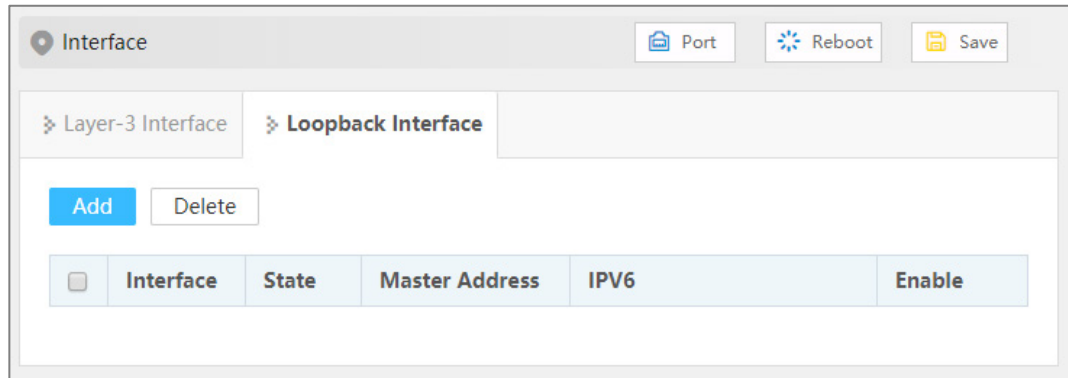 Interface Port Reboot Save
Layer-3 Interface Loopback Interface
Add Delete
Interface State Master Address IPV6 Enable